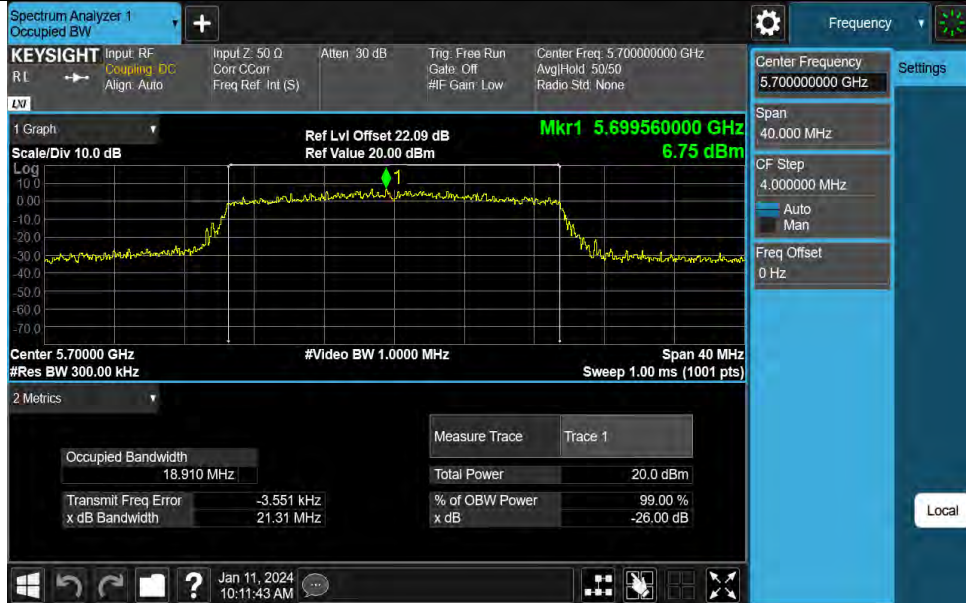 Spectrum Analyzer 1
Occupied BW
+
Frequency
KEYSIGHT
RL
LXI
Input: RF
Coupling: DC
Align: Auto
Input Z: 50 Ω
Corr CCorr
Freq Ref: Int (S)
Atten: 30 dB
Trig: Free Run
Gate: Off
#IF Gain: Low
Center Freq: 5.700000000 GHz
Avg|Hold: 50/50
Radio Std: None
Center Frequency
5.700000000 GHz
Settings
Span
40.000 MHz
CF Step
4.000000 MHz
Auto
Man
Freq Offset
0 Hz
Local
1 Graph
Scale/Div 10.0 dB
Ref Lvl Offset 22.09 dB
Ref Value 20.00 dBm
Mkr1 5.699560000 GHz
6.75 dBm
Log
10.0
0.00
-10.0
-20.0
-30.0
-40.0
-50.0
-60.0
-70.0
1
Center 5.70000 GHz
#Video BW 1.0000 MHz
Span 40 MHz
#Res BW 300.00 kHz
Sweep 1.00 ms (1001 pts)
2 Metrics
Measure Trace
Trace 1
Occupied Bandwidth
18.910 MHz
Total Power
20.0 dBm
Transmit Freq Error
-3.551 kHz
% of OBW Power
99.00 %
x dB Bandwidth
21.31 MHz
x dB
-26.00 dB
?
Jan 11, 2024
10:11:43 AM